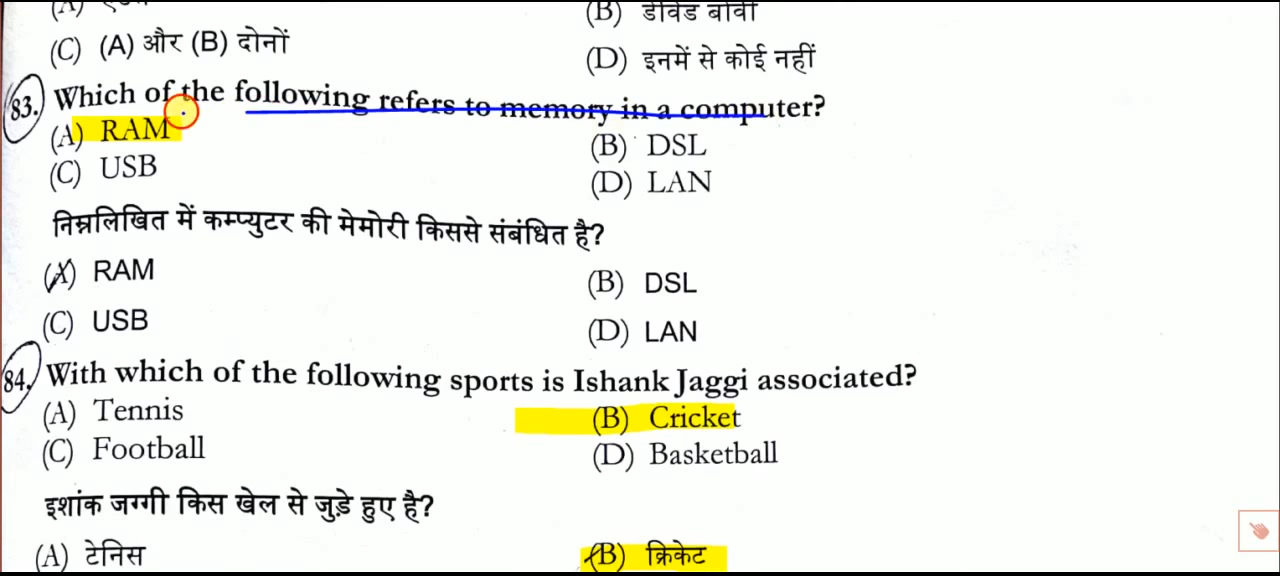 (B) डेविड बोवी
(C) (A) और (B) दोनों
(D) इनमें से कोई नहीं
83. Which of the following refers to memory in a computer?
(A) RAM
(B) DSL
(C) USB
(D) LAN
निम्नलिखित में कम्प्युटर की मेमोरी किससे संबंधित है?
(A) RAM
(B) DSL
(C) USB
(D) LAN
84. With which of the following sports is Ishank Jaggi associated?
(A) Tennis
(B) Cricket
(C) Football
(D) Basketball
इशांक जग्गी किस खेल से जुड़े हुए है?
(A) टेनिस
(B) क्रिकेट